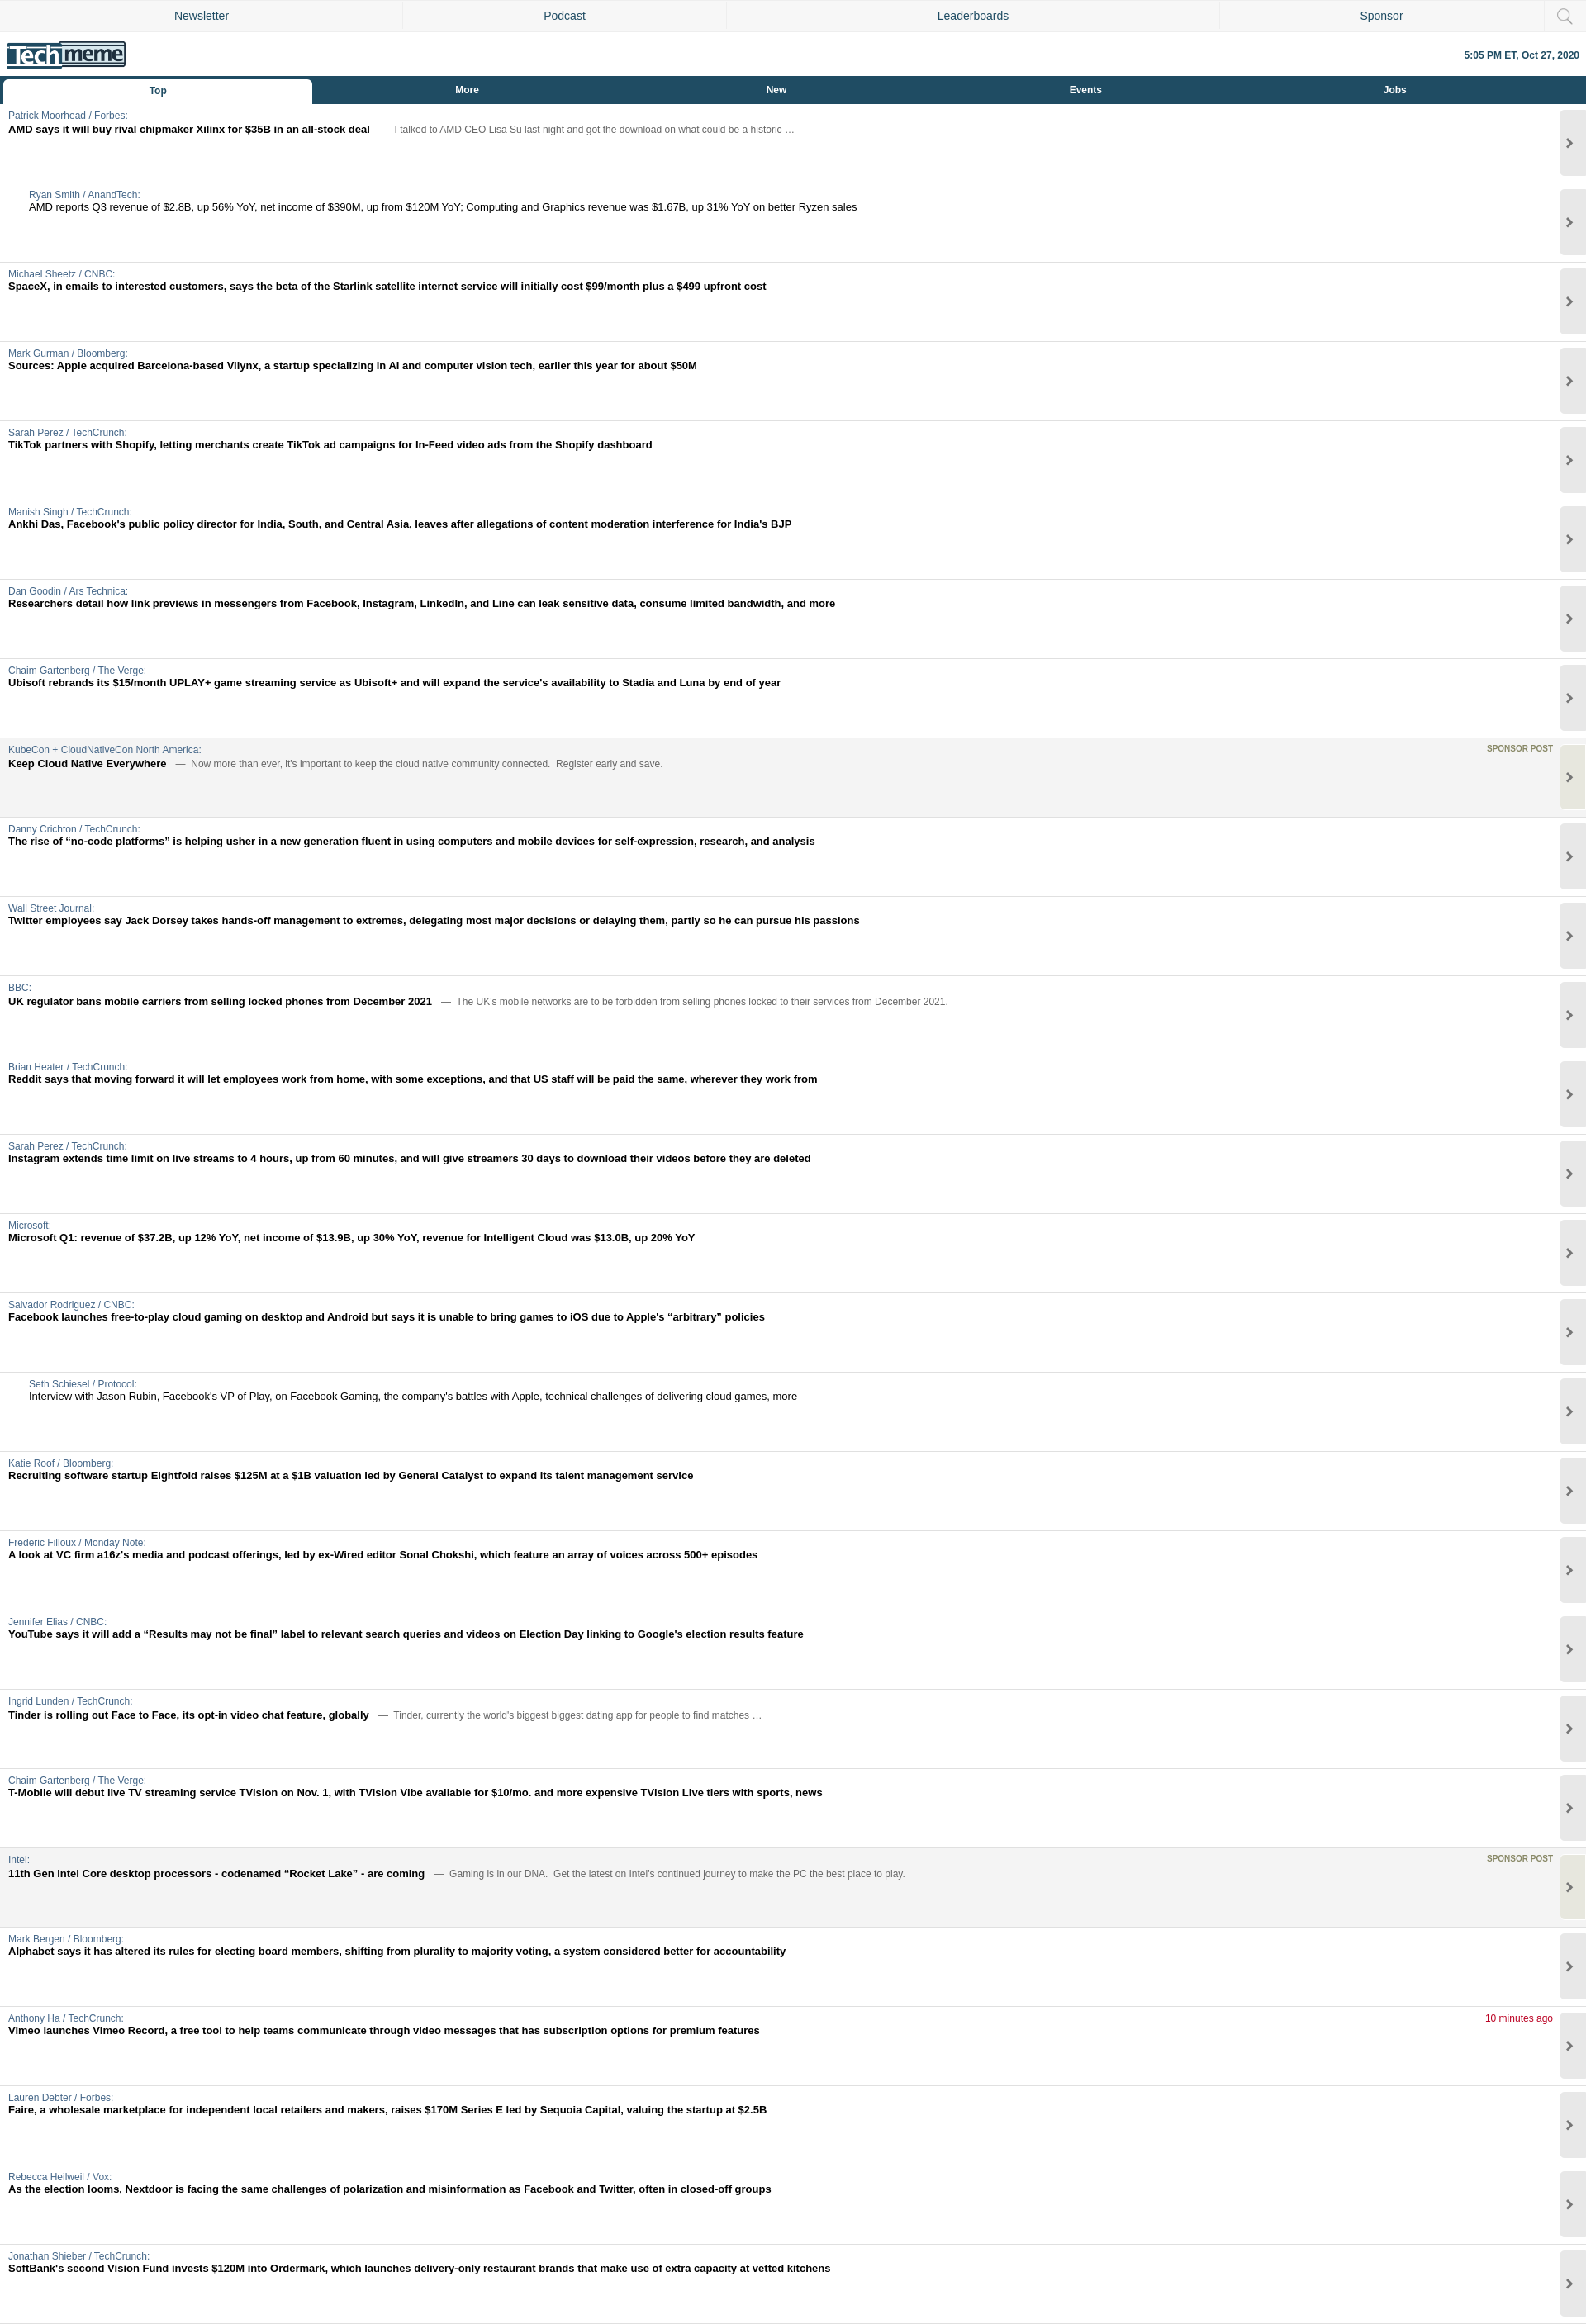 Newsletter
Podcast
Leaderboards
Sponsor
Techmeme
5:05 PM ET, Oct 27, 2020
Top
More
New
Events
Jobs
Patrick Moorhead / Forbes:
AMD says it will buy rival chipmaker Xilinx for $35B in an all-stock deal — I talked to AMD CEO Lisa Su last night and got the download on what could be a historic …
Ryan Smith / AnandTech:
AMD reports Q3 revenue of $2.8B, up 56% YoY, net income of $390M, up from $120M YoY; Computing and Graphics revenue was $1.67B, up 31% YoY on better Ryzen sales
Michael Sheetz / CNBC:
SpaceX, in emails to interested customers, says the beta of the Starlink satellite internet service will initially cost $99/month plus a $499 upfront cost
Mark Gurman / Bloomberg:
Sources: Apple acquired Barcelona-based Vilynx, a startup specializing in AI and computer vision tech, earlier this year for about $50M
Sarah Perez / TechCrunch:
TikTok partners with Shopify, letting merchants create TikTok ad campaigns for In-Feed video ads from the Shopify dashboard
Manish Singh / TechCrunch:
Ankhi Das, Facebook's public policy director for India, South, and Central Asia, leaves after allegations of content moderation interference for India's BJP
Dan Goodin / Ars Technica:
Researchers detail how link previews in messengers from Facebook, Instagram, LinkedIn, and Line can leak sensitive data, consume limited bandwidth, and more
Chaim Gartenberg / The Verge:
Ubisoft rebrands its $15/month UPLAY+ game streaming service as Ubisoft+ and will expand the service's availability to Stadia and Luna by end of year
KubeCon + CloudNativeCon North America:
SPONSOR POST
Keep Cloud Native Everywhere — Now more than ever, it's important to keep the cloud native community connected. Register early and save.
Danny Crichton / TechCrunch:
The rise of “no-code platforms” is helping usher in a new generation fluent in using computers and mobile devices for self-expression, research, and analysis
Wall Street Journal:
Twitter employees say Jack Dorsey takes hands-off management to extremes, delegating most major decisions or delaying them, partly so he can pursue his passions
BBC:
UK regulator bans mobile carriers from selling locked phones from December 2021 — The UK's mobile networks are to be forbidden from selling phones locked to their services from December 2021.
Brian Heater / TechCrunch:
Reddit says that moving forward it will let employees work from home, with some exceptions, and that US staff will be paid the same, wherever they work from
Sarah Perez / TechCrunch:
Instagram extends time limit on live streams to 4 hours, up from 60 minutes, and will give streamers 30 days to download their videos before they are deleted
Microsoft:
Microsoft Q1: revenue of $37.2B, up 12% YoY, net income of $13.9B, up 30% YoY, revenue for Intelligent Cloud was $13.0B, up 20% YoY
Salvador Rodriguez / CNBC:
Facebook launches free-to-play cloud gaming on desktop and Android but says it is unable to bring games to iOS due to Apple's “arbitrary” policies
Seth Schiesel / Protocol:
Interview with Jason Rubin, Facebook's VP of Play, on Facebook Gaming, the company's battles with Apple, technical challenges of delivering cloud games, more
Katie Roof / Bloomberg:
Recruiting software startup Eightfold raises $125M at a $1B valuation led by General Catalyst to expand its talent management service
Frederic Filloux / Monday Note:
A look at VC firm a16z's media and podcast offerings, led by ex-Wired editor Sonal Chokshi, which feature an array of voices across 500+ episodes
Jennifer Elias / CNBC:
YouTube says it will add a “Results may not be final” label to relevant search queries and videos on Election Day linking to Google's election results feature
Ingrid Lunden / TechCrunch:
Tinder is rolling out Face to Face, its opt-in video chat feature, globally — Tinder, currently the world's biggest biggest dating app for people to find matches …
Chaim Gartenberg / The Verge:
T-Mobile will debut live TV streaming service TVision on Nov. 1, with TVision Vibe available for $10/mo. and more expensive TVision Live tiers with sports, news
Intel:
SPONSOR POST
11th Gen Intel Core desktop processors - codenamed “Rocket Lake” - are coming — Gaming is in our DNA. Get the latest on Intel's continued journey to make the PC the best place to play.
Mark Bergen / Bloomberg:
Alphabet says it has altered its rules for electing board members, shifting from plurality to majority voting, a system considered better for accountability
Anthony Ha / TechCrunch:
10 minutes ago
Vimeo launches Vimeo Record, a free tool to help teams communicate through video messages that has subscription options for premium features
Lauren Debter / Forbes:
Faire, a wholesale marketplace for independent local retailers and makers, raises $170M Series E led by Sequoia Capital, valuing the startup at $2.5B
Rebecca Heilweil / Vox:
As the election looms, Nextdoor is facing the same challenges of polarization and misinformation as Facebook and Twitter, often in closed-off groups
Jonathan Shieber / TechCrunch:
SoftBank's second Vision Fund invests $120M into Ordermark, which launches delivery-only restaurant brands that make use of extra capacity at vetted kitchens